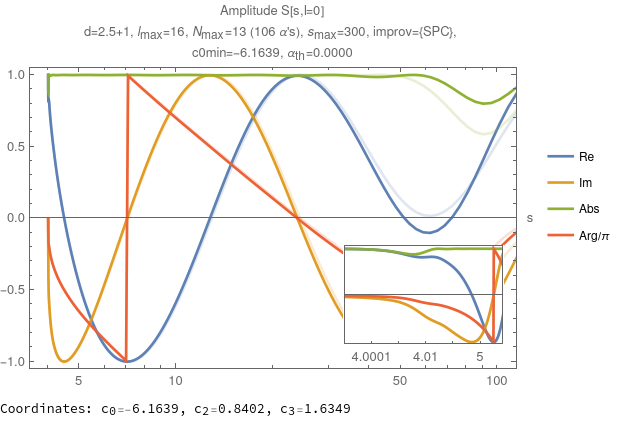 Amplitude S[s,l=0]
d=2.5+1, lmax=16, Nmax=13 (106 α's), smax=300, improv={SPC},
c0min=-6.1639, αth=0.0000
1.0
0.5
0.0
-0.5
-1.0
5
10
50
100
s
4.0001
4.01
5
Re
Im
Abs
Arg/π
Coordinates: c0=-6.1639, c2=0.8402, c3=1.6349